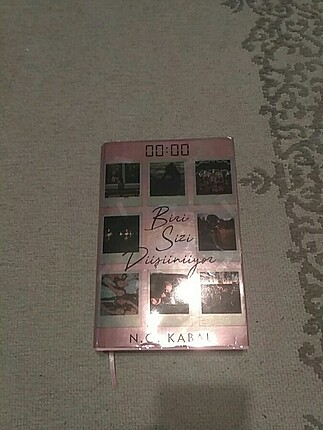 00:00
Biri
Sizi
Düşünüyor
N.G. KABAL